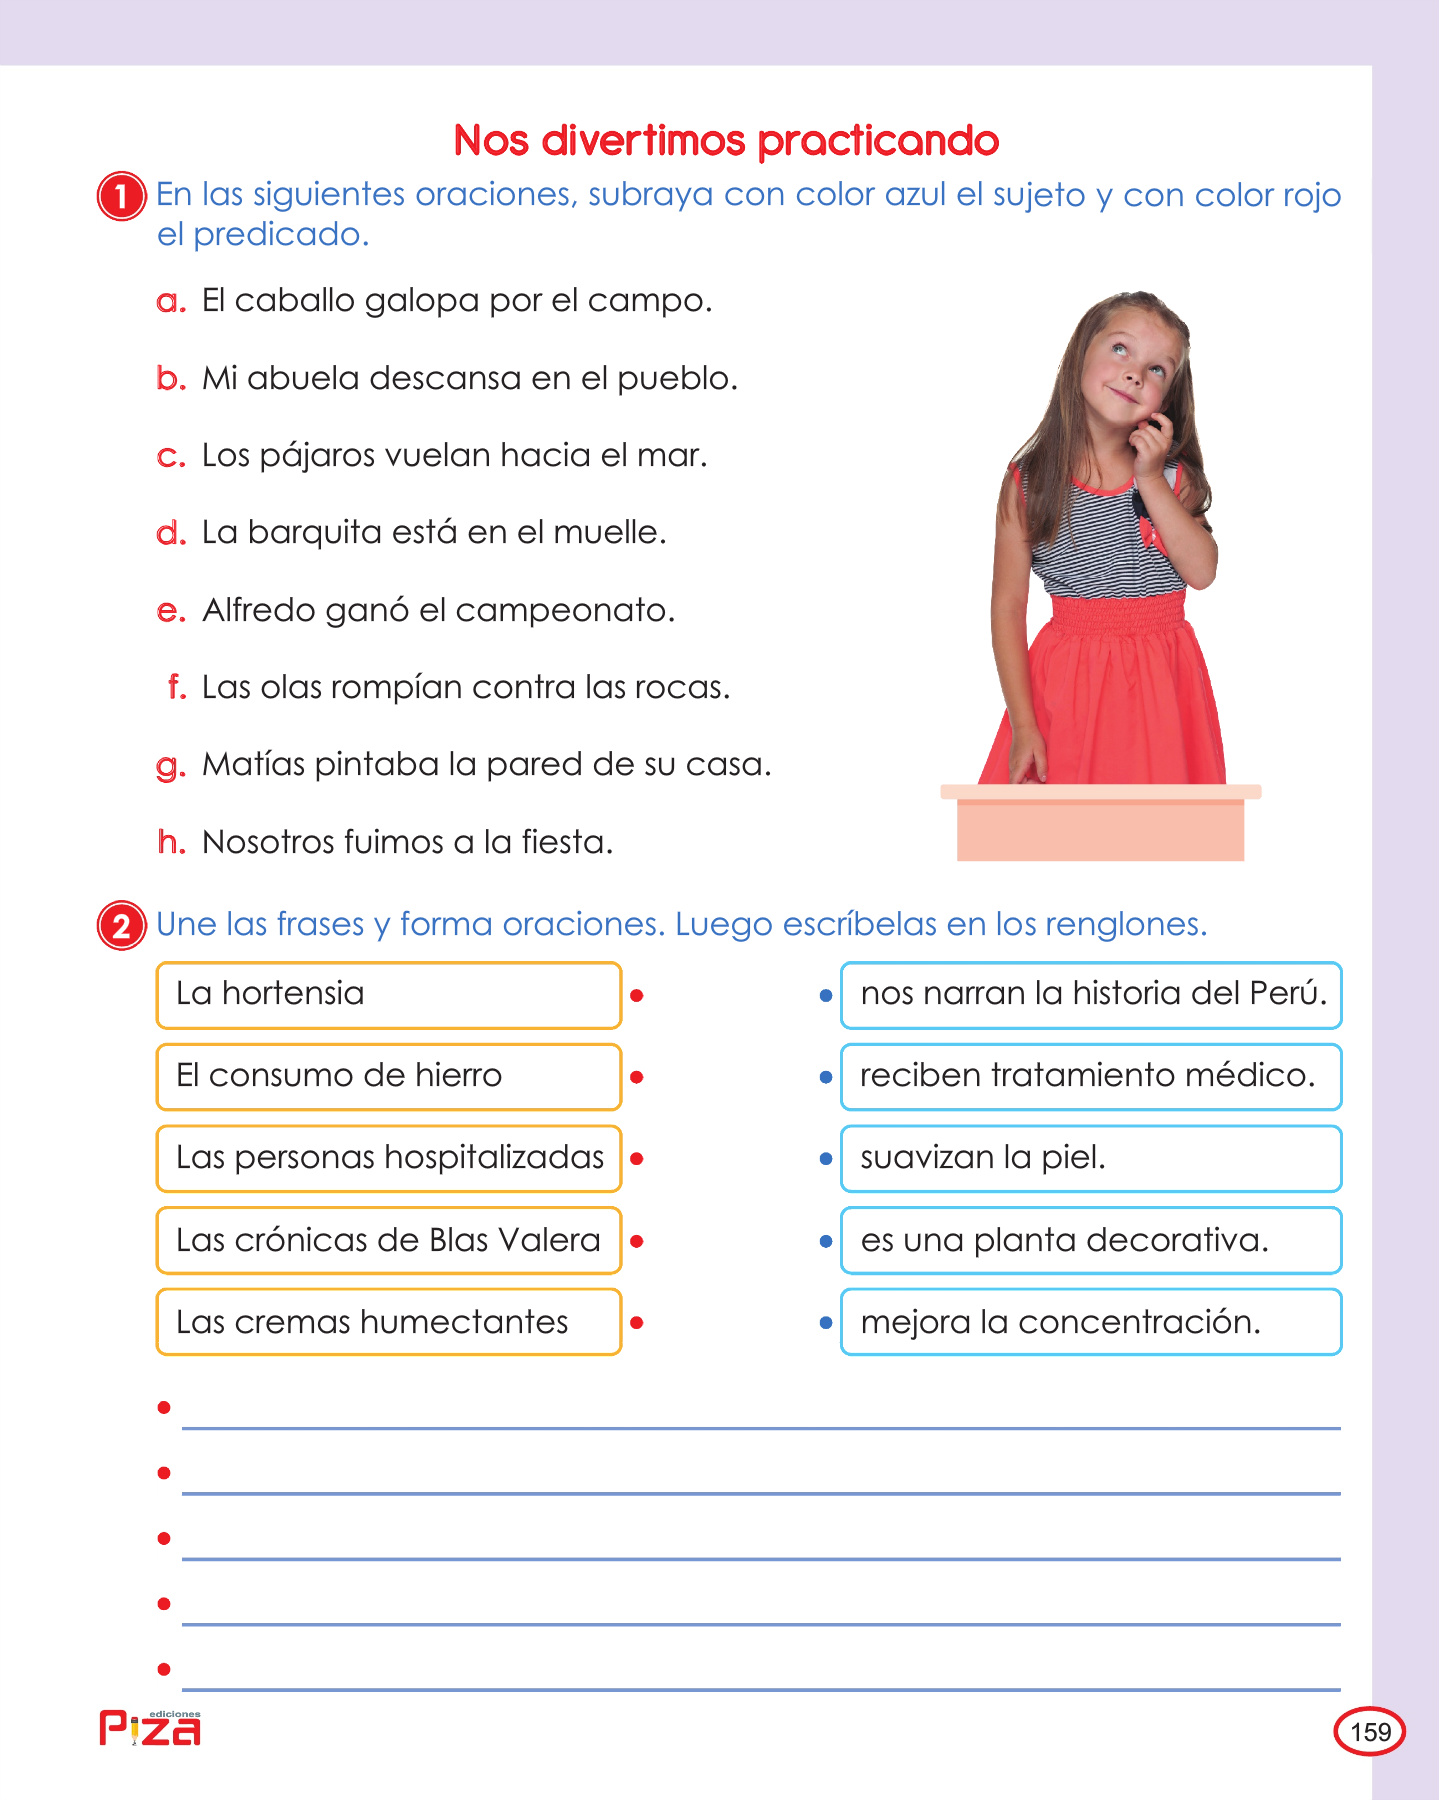 Nos divertimos practicando
1 En las siguientes oraciones, subraya con color azul el sujeto y con color rojo
el predicado.
a. El caballo galopa por el campo.
b. Mi abuela descansa en el pueblo.
c. Los pájaros vuelan hacia el mar.
d. La barquita está en el muelle.
e. Alfredo ganó el campeonato.
f. Las olas rompían contra las rocas.
g. Matías pintaba la pared de su casa.
h. Nosotros fuimos a la fiesta.
2 Une las frases y forma oraciones. Luego escríbelas en los renglones.
La hortensia
nos narran la historia del Perú.
El consumo de hierro
reciben tratamiento médico.
Las personas hospitalizadas
suavizan la piel.
Las crónicas de Blas Valera
es una planta decorativa.
Las cremas humectantes
mejora la concentración.
ediciones
Piza
159